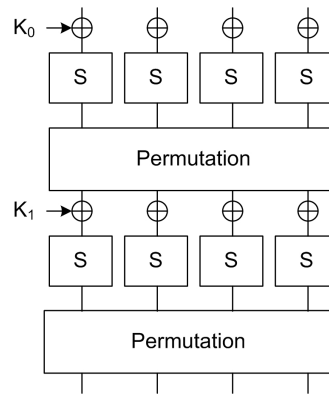 K₀
S S S S
Permutation
K₁
S S S S
Permutation